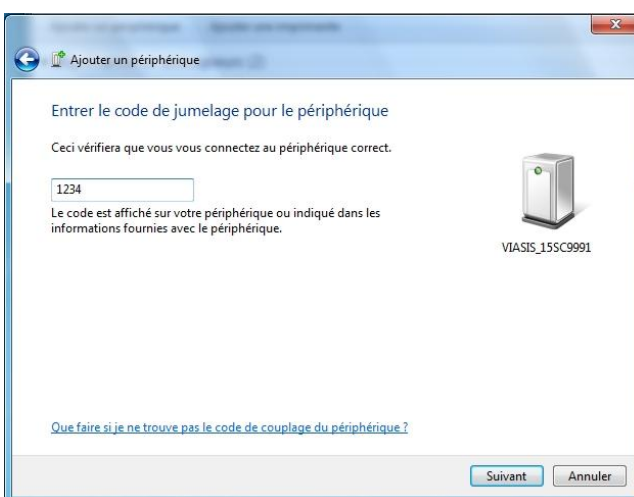 Ajouter un périphérique
Entrer le code de jumelage pour le périphérique
Ceci vérifiera que vous vous connectez au périphérique correct.
1234
Le code est affiché sur votre périphérique ou indiqué dans les
informations fournies avec le périphérique.
VIASIS_15SC9991
Que faire si je ne trouve pas le code de couplage du périphérique ?
Suivant
Annuler